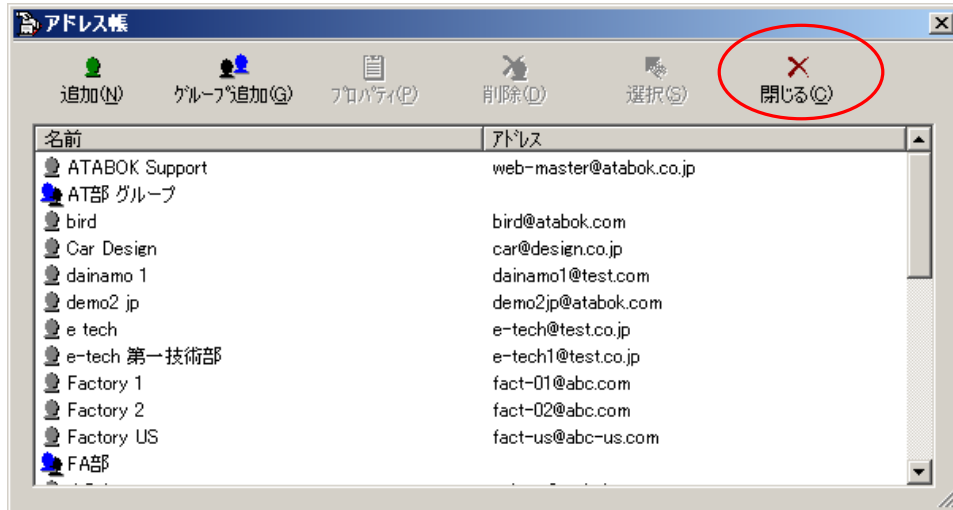 アドレス帳
追加(N) グループ追加(G) プロパティ(P) 削除(D) 選択(S) 閉じる(C)
名前 アドレス
ATABOK Support web-master@atabok.co.jp
AT部 グループ
bird bird@atabok.com
Car Design car@design.co.jp
dainamo 1 dainamo1@test.com
demo2 jp demo2jp@atabok.com
e tech e-tech@test.co.jp
e-tech 第一技術部 e-tech1@test.co.jp
Factory 1 fact-01@abc.com
Factory 2 fact-02@abc.com
Factory US fact-us@abc-us.com
FA部